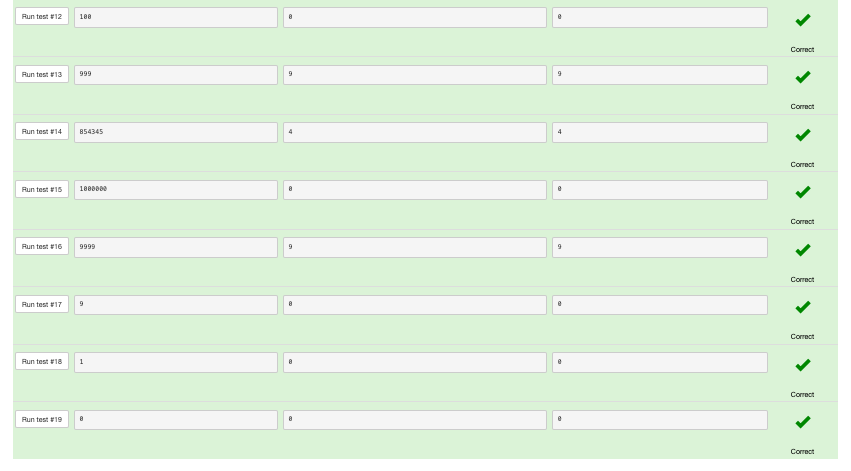 Run test #12 100 0 0
Correct
Run test #13 999 9 9
Correct
Run test #14 854345 4 4
Correct
Run test #15 1000000 0 0
Correct
Run test #16 9999 9 9
Correct
Run test #17 9 0 0
Correct
Run test #18 1 0 0
Correct
Run test #19 0 0 0
Correct